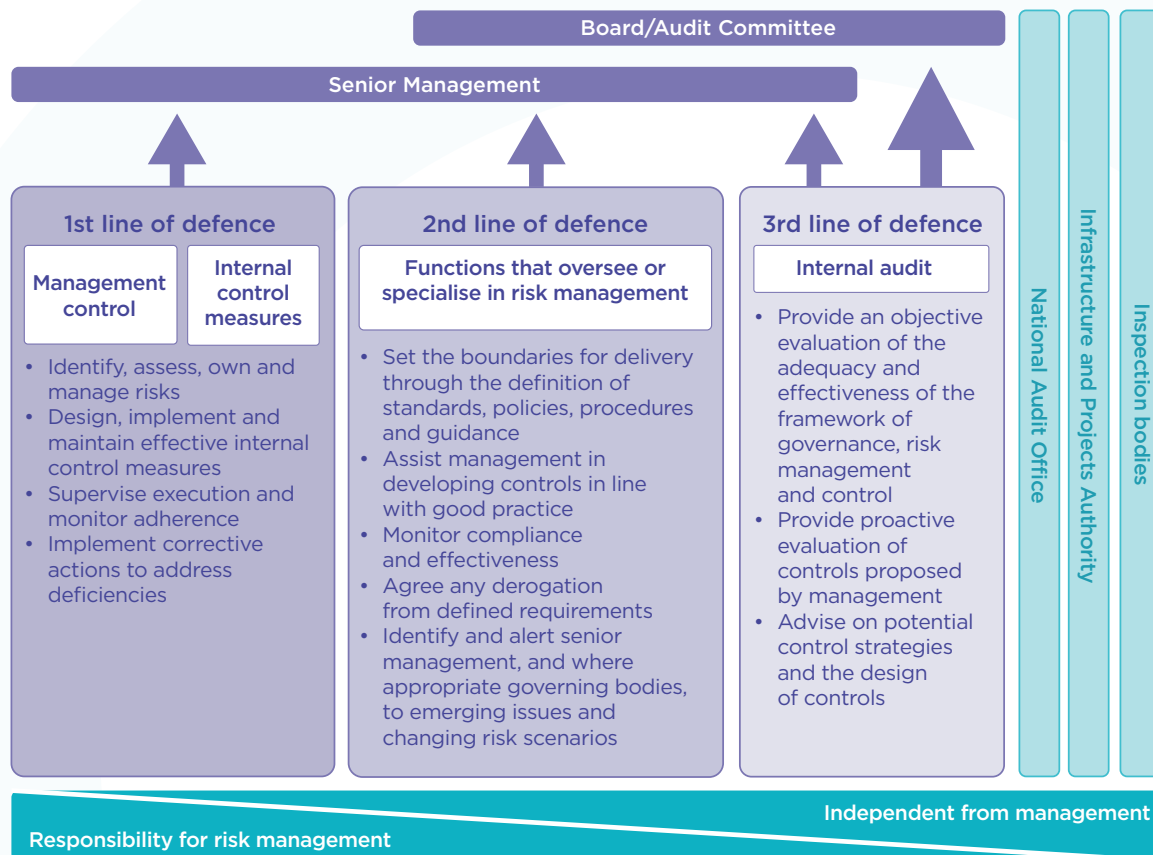 Board/Audit Committee
Senior Management
1st line of defence
Management
control
Internal
control
measures
• Identify, assess, own and
manage risks
• Design, implement and
maintain effective internal
control measures
• Supervise execution and
monitor adherence
• Implement corrective
actions to address
deficiencies
2nd line of defence
Functions that oversee or
specialise in risk management
• Set the boundaries for delivery
through the definition of
standards, policies, procedures
and guidance
• Assist management in
developing controls in line
with good practice
• Monitor compliance
and effectiveness
• Agree any derogation
from defined requirements
• Identify and alert senior
management, and where
appropriate governing bodies,
to emerging issues and
changing risk scenarios
3rd line of defence
Internal audit
• Provide an objective
evaluation of the
adequacy and
effectiveness of the
framework of
governance, risk
management
and control
• Provide proactive
evaluation of
controls proposed
by management
• Advise on potential
control strategies
and the design
of controls
National Audit Office
Infrastructure and Projects Authority
Inspection bodies
Independent from management
Responsibility for risk management